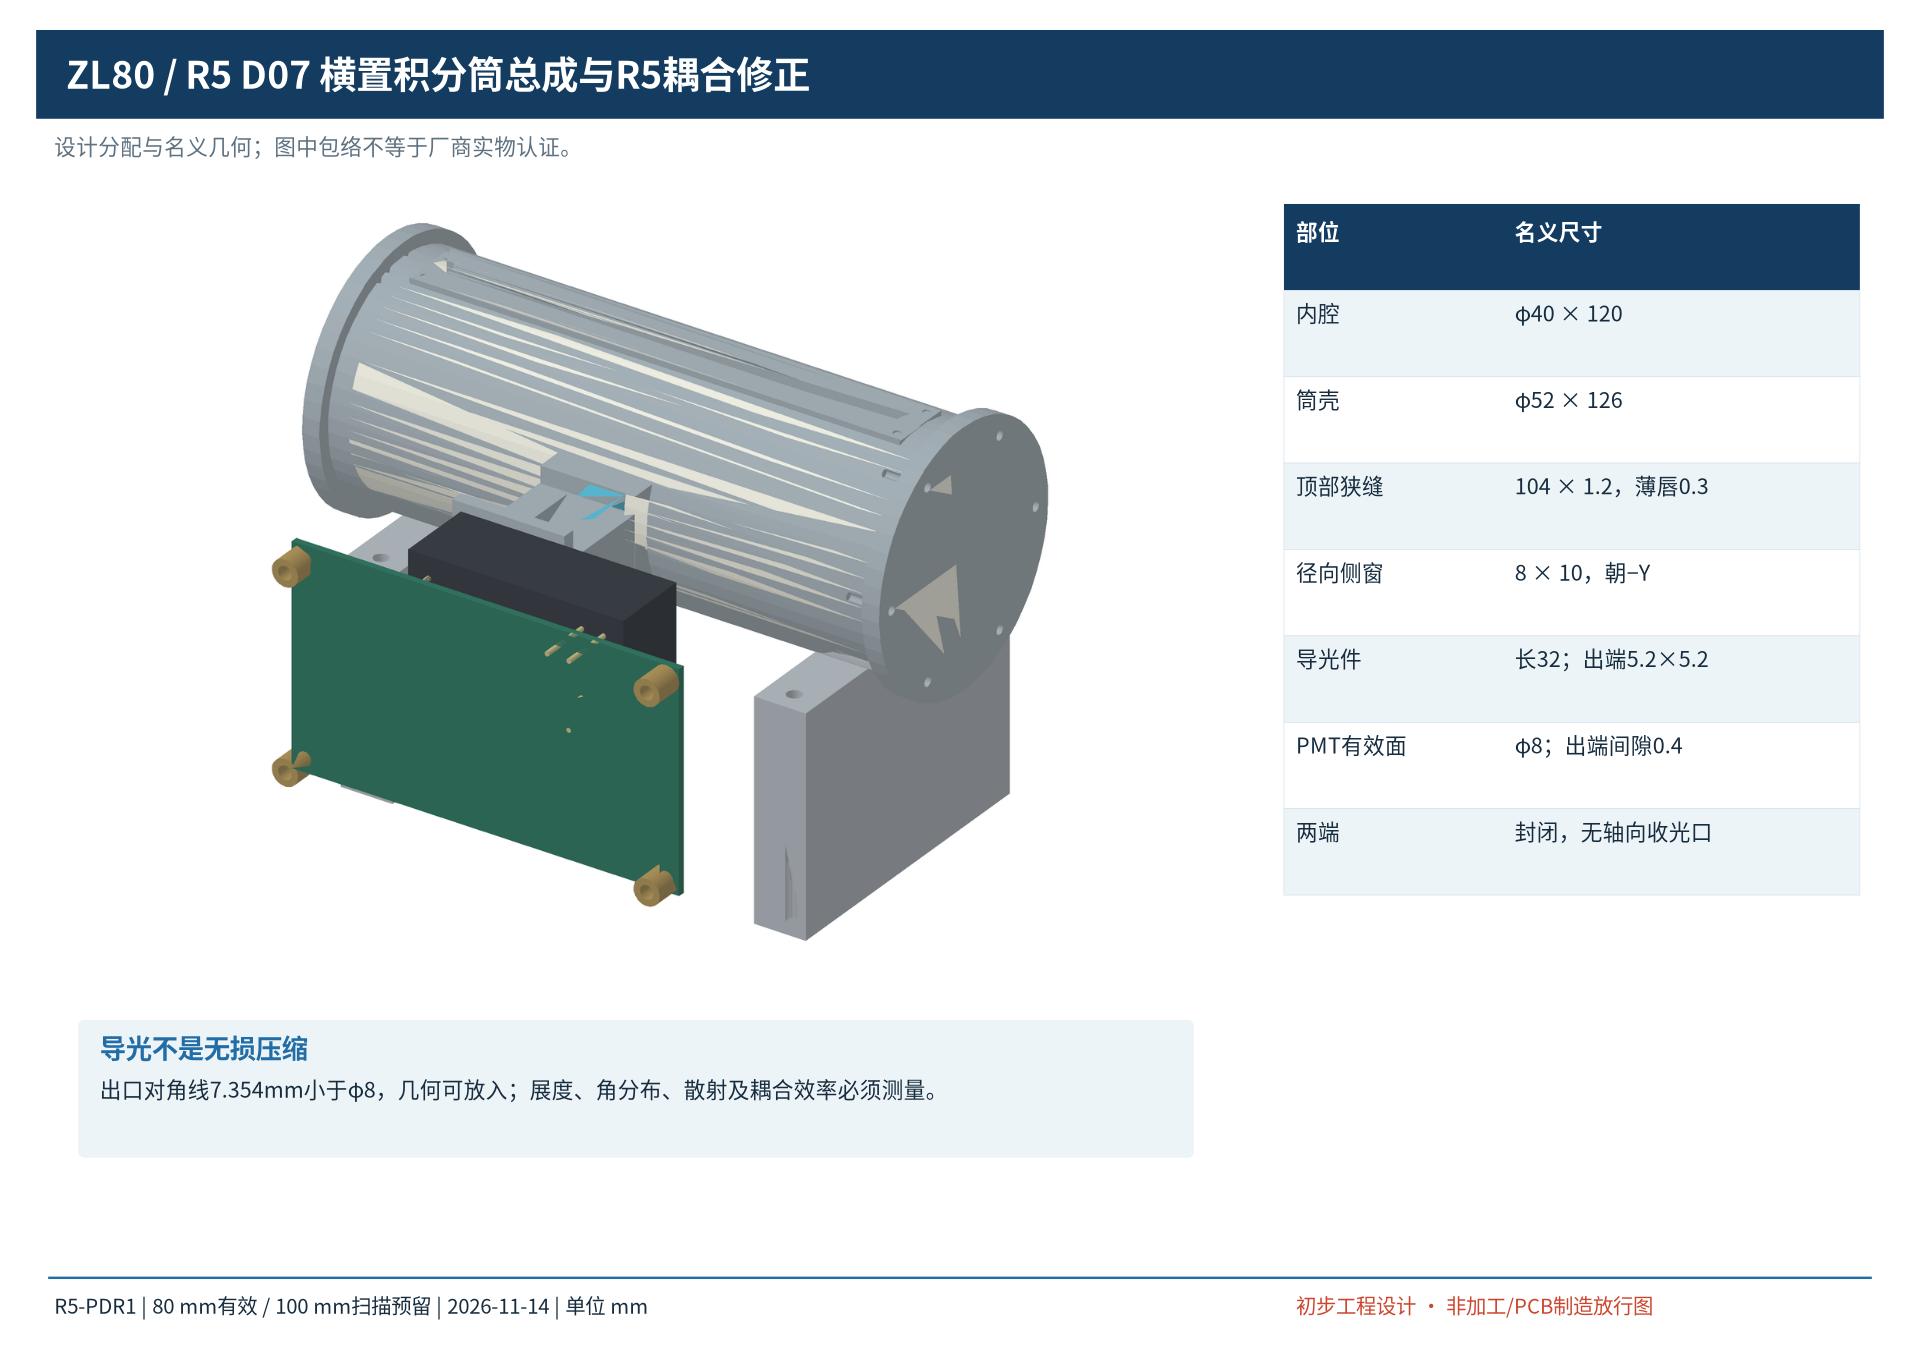 ZL80 / R5 D07 横置积分筒总成与R5耦合修正
设计分配与名义几何；图中包络不等于厂商实物认证。
部位 名义尺寸
内腔 φ40 × 120
筒壳 φ52 × 126
顶部狭缝 104 × 1.2，薄唇0.3
径向侧窗 8 × 10，朝−Y
导光件 长32；出端5.2×5.2
PMT有效面 φ8；出端间隙0.4
两端 封闭，无轴向收光口
导光不是无损压缩
出口对角线7.354mm小于φ8，几何可放入；展度、角分布、散射及耦合效率必须测量。
R5-PDR1 | 80 mm有效 / 100 mm扫描预留 | 2026-11-14 | 单位 mm
初步工程设计 · 非加工/PCB制造放行图